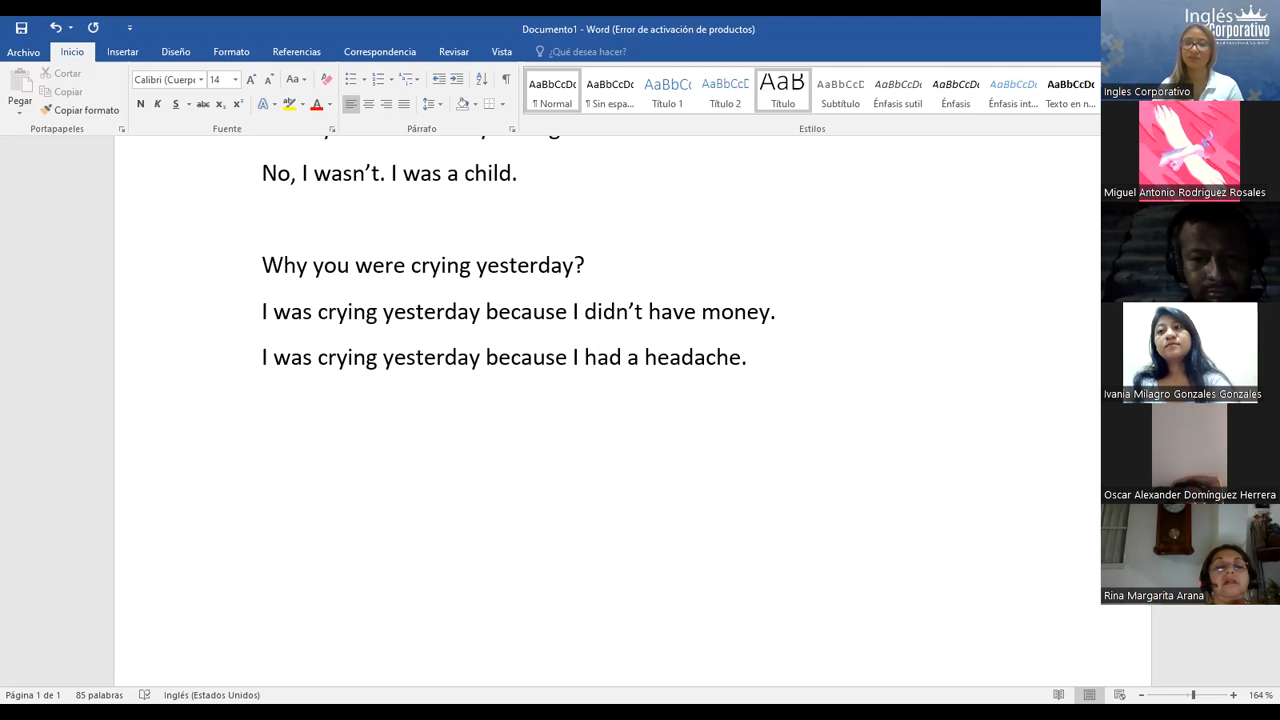 Documento1 - Word (Error de activación de productos)
Archivo Inicio Insertar Diseño Formato Referencias Correspondencia Revisar Vista ¿Qué desea hacer?
Pegar
Cortar
Copiar
Copiar formato
Calibri (Cuerpo 14
Aa
N K S abc x₂ x²
AaBbCcDc AaBbCcDc AaBbCc AaBbCcD AaB AaBbCcD AaBbCcDc AaBbCcDc AaBbCcDc AaBbCcDc
¶ Normal ¶ Sin espa... Título 1 Título 2 Título Subtítulo Énfasis sutil Énfasis Énfasis int... Texto en n...
Portapapeles Fuente Párrafo Estilos
No, I wasn’t. I was a child.
Why you were crying yesterday?
I was crying yesterday because I didn’t have money.
I was crying yesterday because I had a headache.
Página 1 de 1 85 palabras Inglés (Estados Unidos) 164 %
Inglés
Corporativo
Ingles Corporativo
Miguel Antonio Rodriguez Rosales
Ivania Milagro Gonzales Gonzales
Oscar Alexander Domínguez Herrera
Rina Margarita Arana